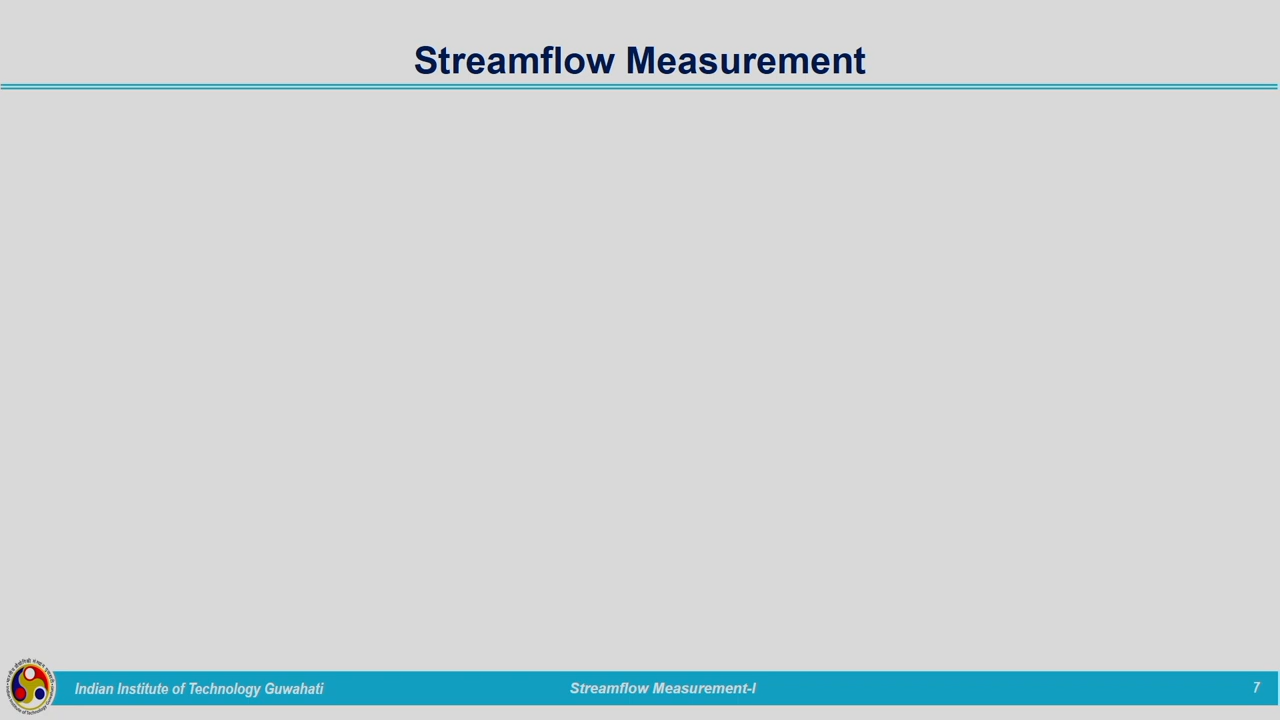 Streamflow Measurement
Indian Institute of Technology Guwahati
Streamflow Measurement-I
7